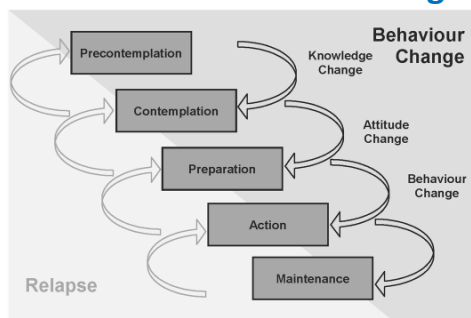 Behaviour
Change
Precontemplation
Knowledge
Change
Contemplation
Attitude
Change
Preparation
Behaviour
Change
Action
Maintenance
Relapse